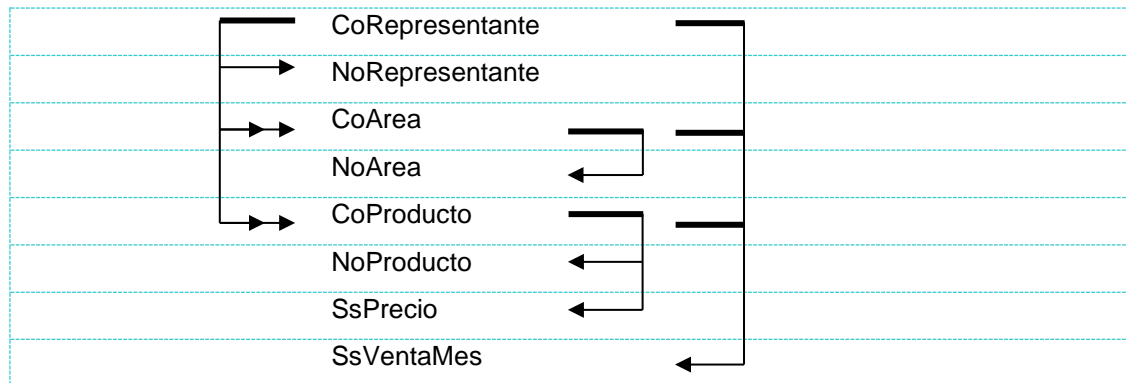 CoRepresentante
NoRepresentante
CoArea
NoArea
CoProducto
NoProducto
SsPrecio
SsVentaMes